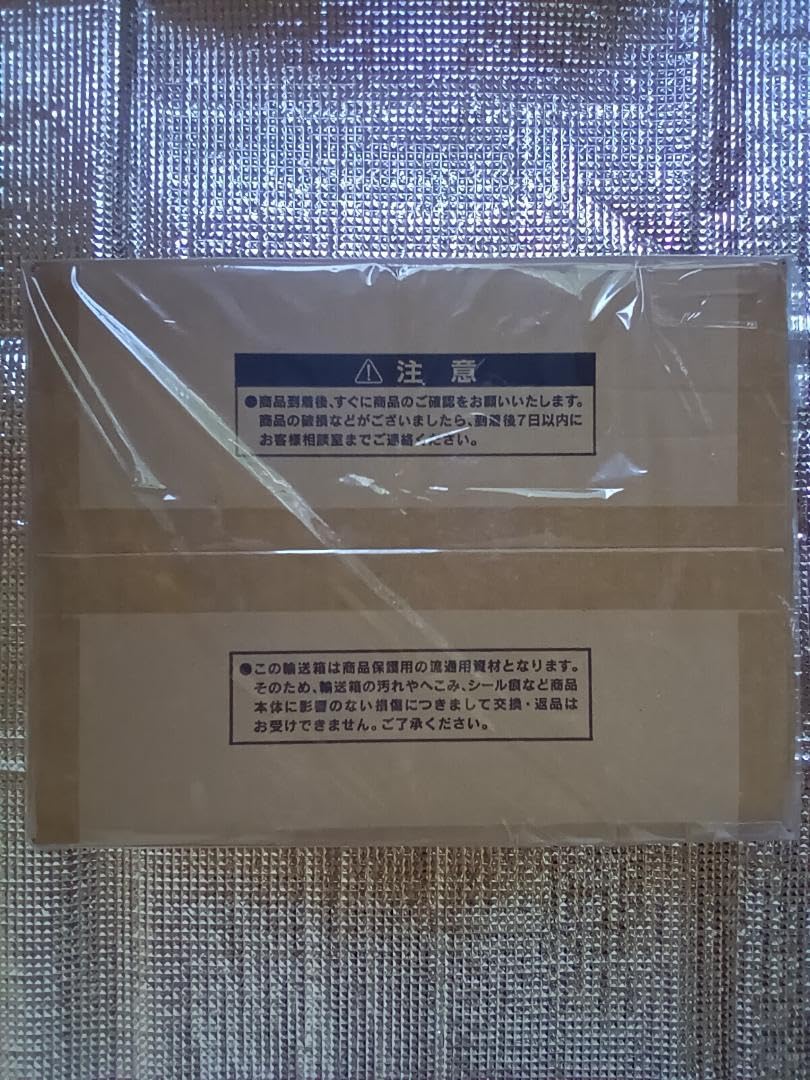 ⚠ 注意
●商品到着後、すぐに商品のご確認をお願いいたします。
商品の破損などがございましたら、到着後7日以内に
お客様相談室までご連絡ください。
●この輸送箱は商品保護用の流通用資材となります。
そのため、輸送箱の汚れやへこみ、シール痕など商品
本体に影響のない損傷につきまして交換・返品は
お受けできません。ご了承ください。